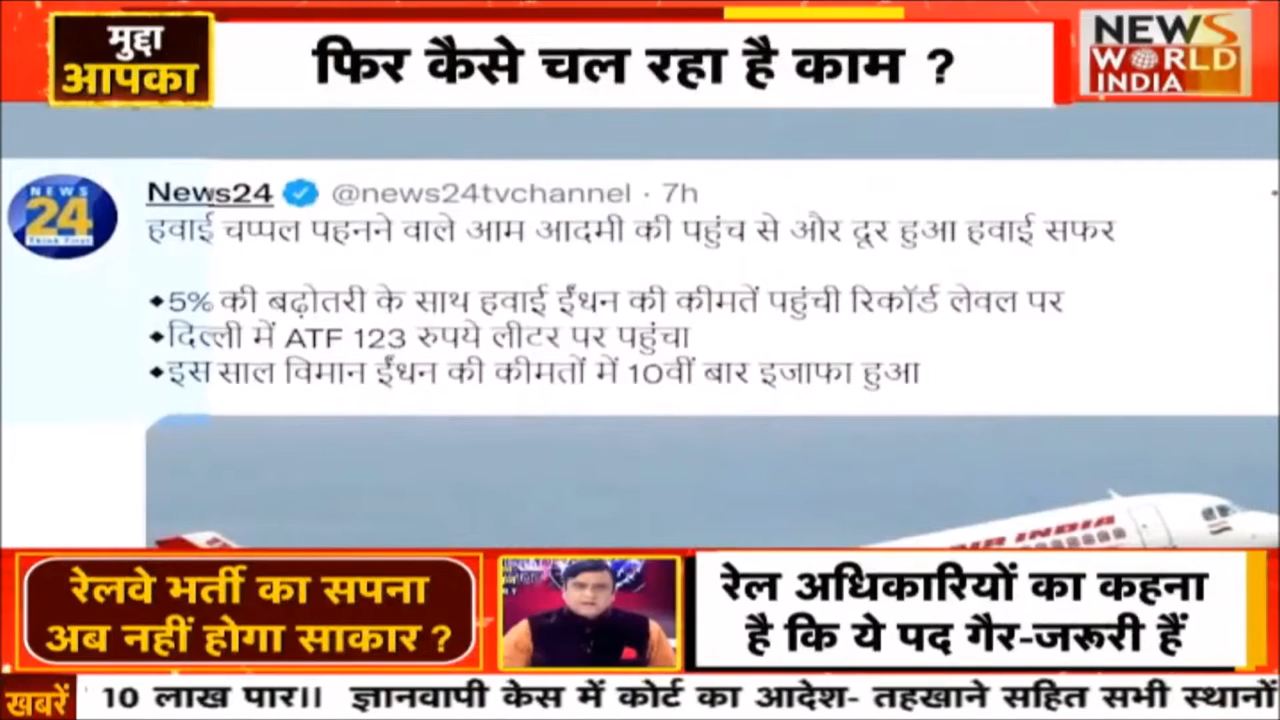 मुद्दा
आपका
फिर कैसे चल रहा है काम ?
NEWS
WORLD
INDIA
NEWS
24
Think First
News24 @news24tvchannel · 7h
हवाई चप्पल पहनने वाले आम आदमी की पहुंच से और दूर हुआ हवाई सफर
◆5% की बढ़ोतरी के साथ हवाई ईंधन की कीमतें पहुंची रिकॉर्ड लेवल पर
◆दिल्ली में ATF 123 रुपये लीटर पर पहुंचा
◆इस साल विमान ईंधन की कीमतों में 10वीं बार इजाफा हुआ
AIR INDIA
रेलवे भर्ती का सपना
अब नहीं होगा साकार ?
रेल अधिकारियों का कहना
है कि ये पद गैर-जरूरी हैं
खबरें
10 लाख पार।। ज्ञानवापी केस में कोर्ट का आदेश- तहखाने सहित सभी स्थानों